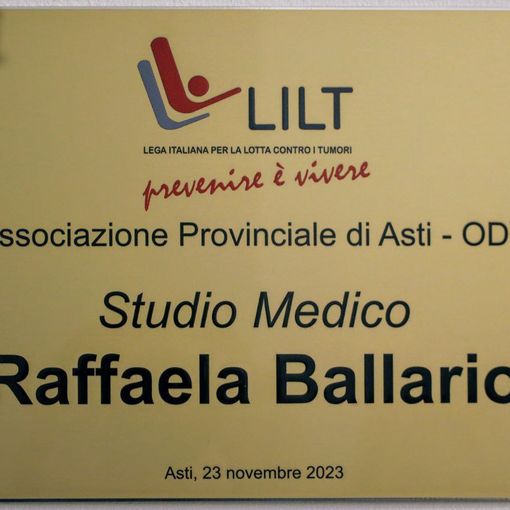 LILT
LEGA ITALIANA PER LA LOTTA CONTRO I TUMORI
prevenire è vivere
ssociazione Provinciale di Asti - OD
Studio Medico
Raffaela Ballario
Asti, 23 novembre 2023